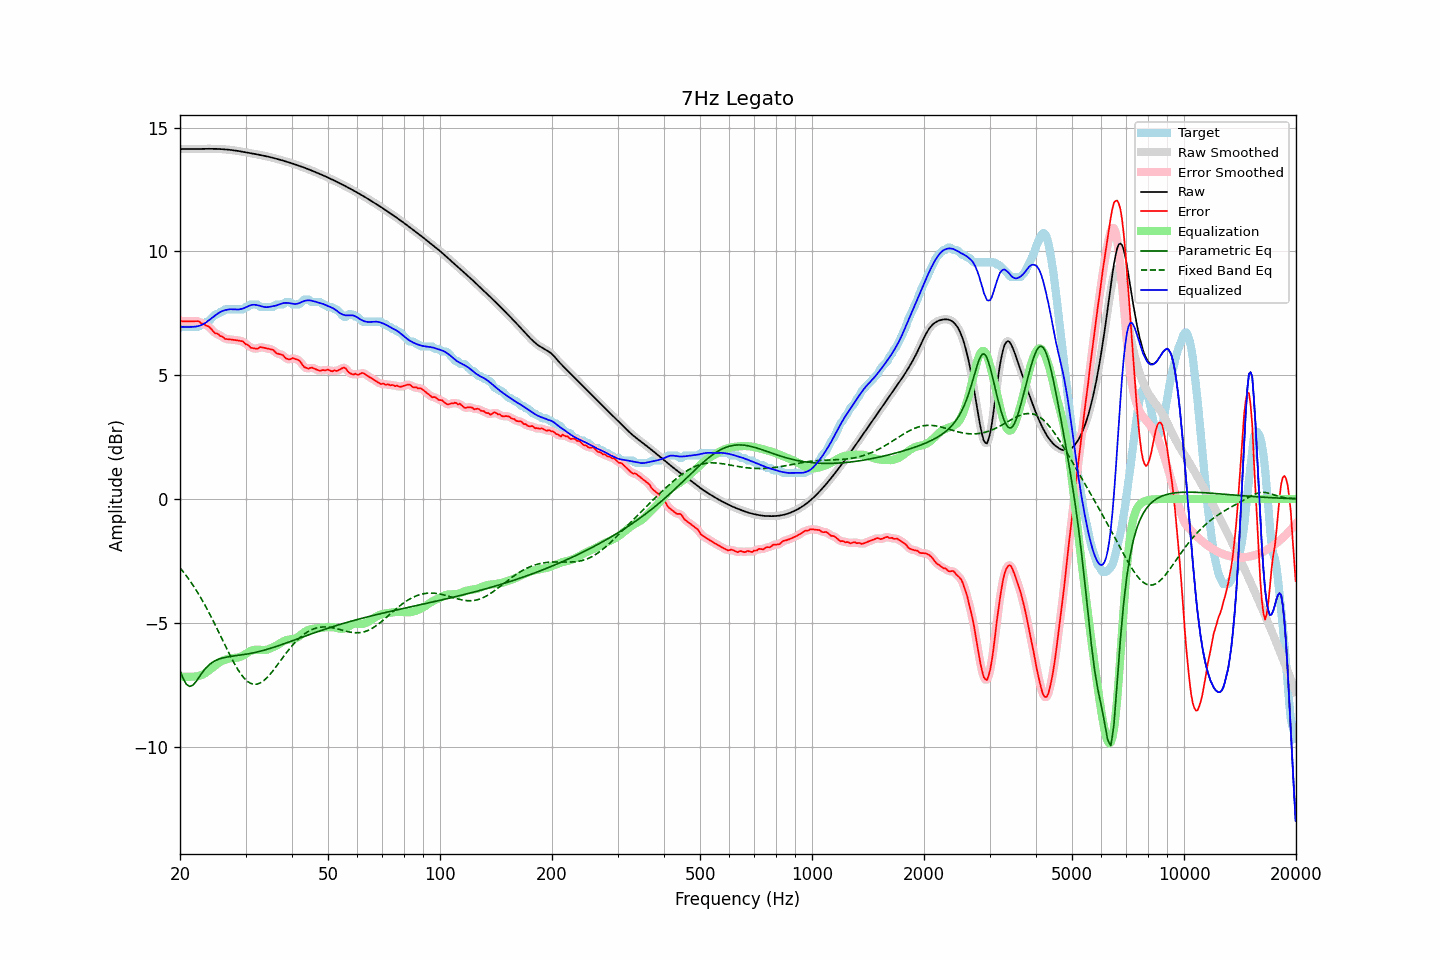 7Hz Legato
Amplitude (dBr)
15
10
5
0
−5
−10
Target
Raw Smoothed
Error Smoothed
Raw
Error
Equalization
Parametric Eq
Fixed Band Eq
Equalized
20 50 100 200 500 1000 2000 5000 10000 20000
Frequency (Hz)